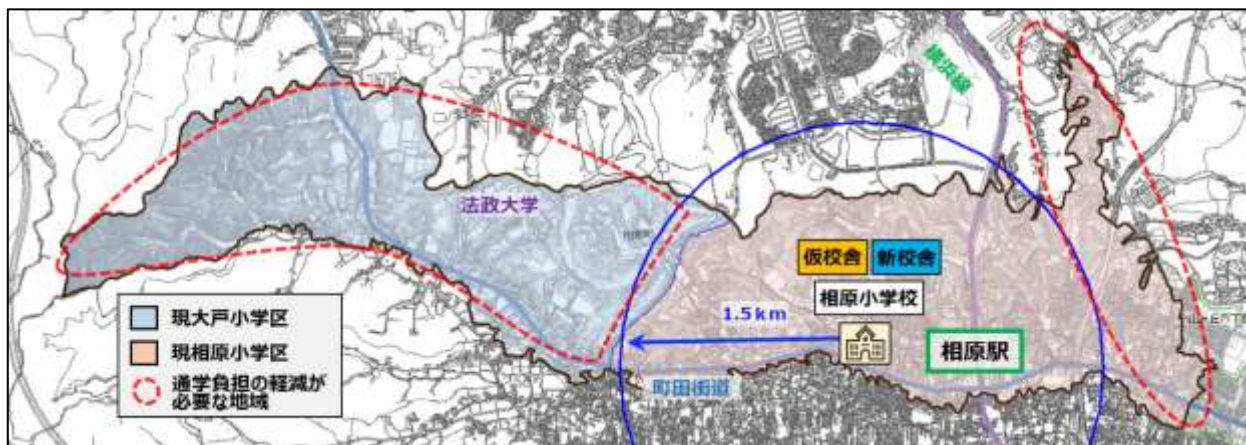 横浜線
法政大学
仮校舎
新校舎
相原小学校
1.5km
相原駅
町田街道
現大戸小学区
現相原小学区
通学負担の軽減が
必要な地域